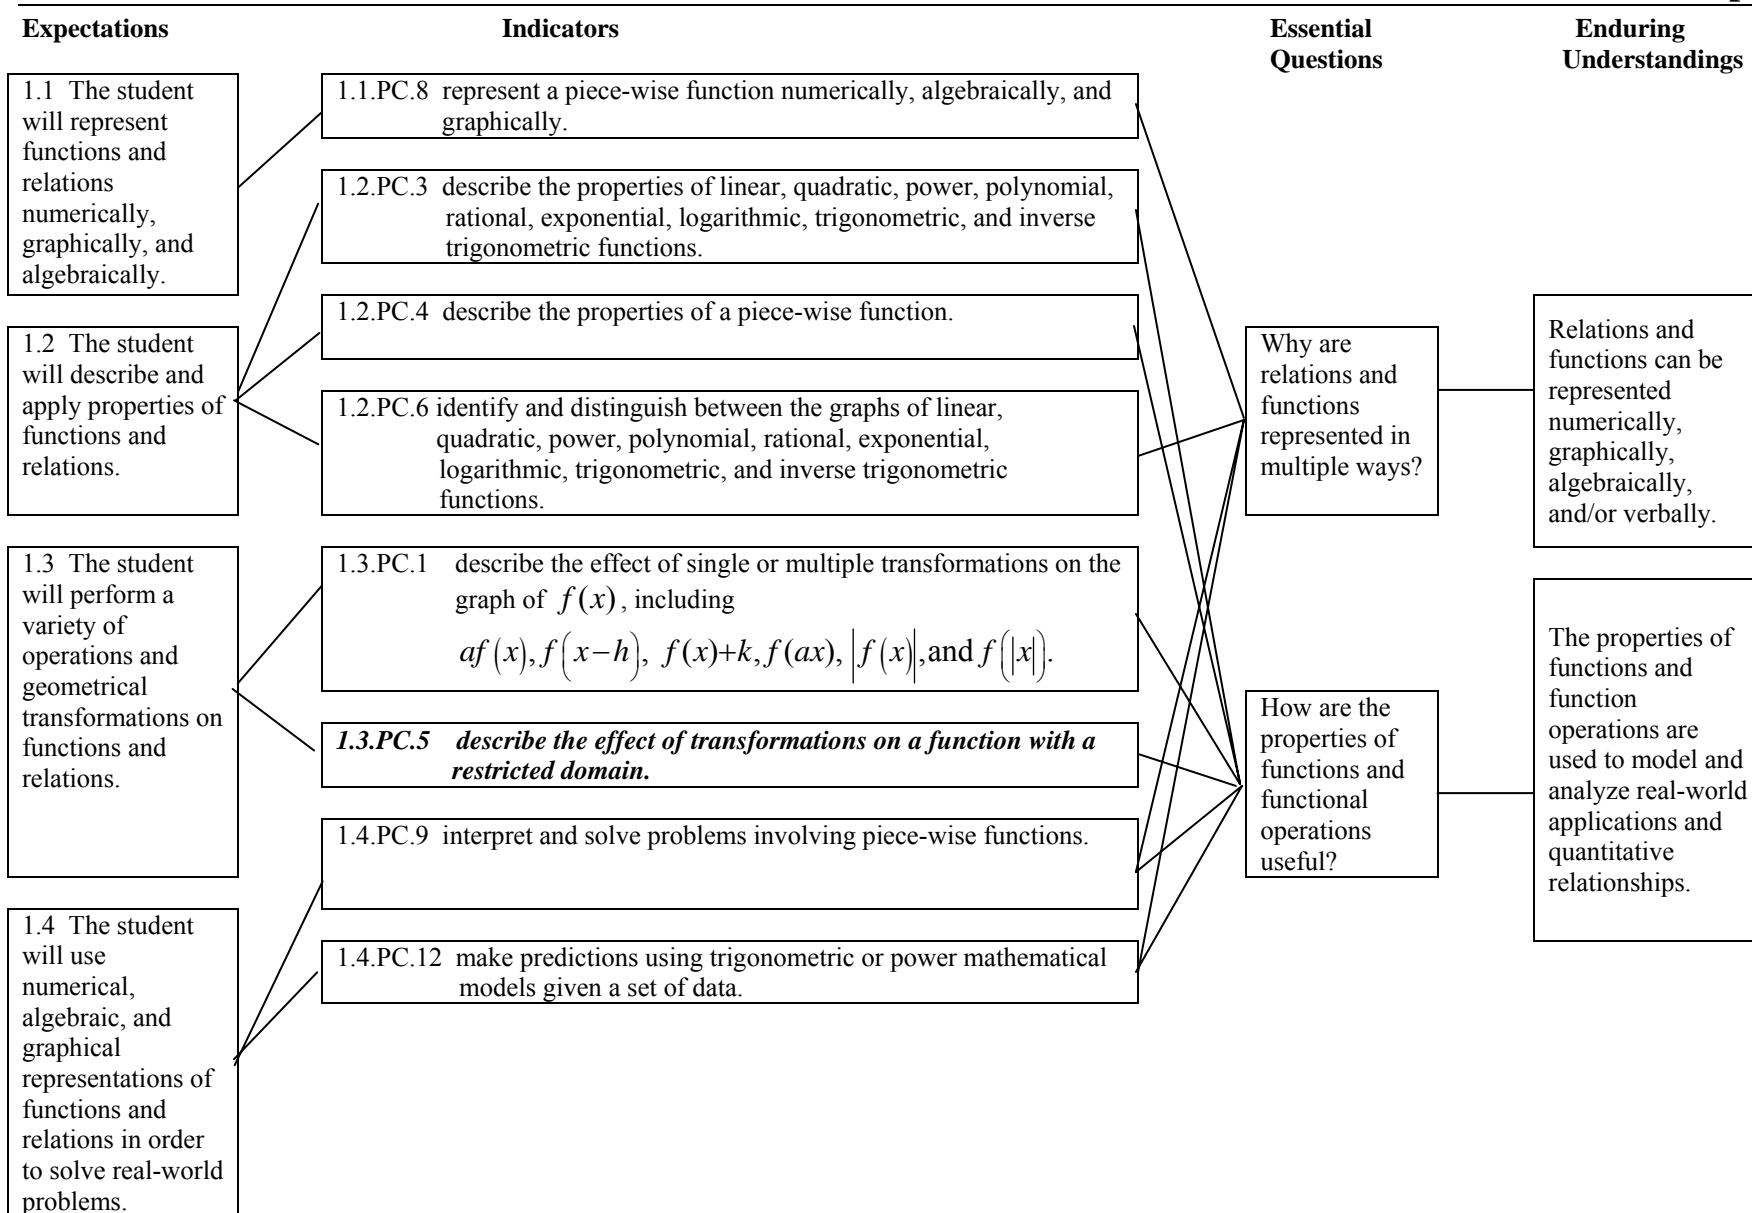 Expectations
Indicators
Essential
Questions
Enduring
Understandings
1.1 The student
will represent
functions and
relations
numerically,
graphically, and
algebraically.
1.2 The student
will describe and
apply properties of
functions and
relations.
1.3 The student
will perform a
variety of
operations and
geometrical
transformations on
functions and
relations.
1.4 The student
will use
numerical,
algebraic, and
graphical
representations of
functions and
relations in order
to solve real-world
problems.
1.1.PC.8 represent a piece-wise function numerically, algebraically, and
graphically.
1.2.PC.3 describe the properties of linear, quadratic, power, polynomial,
rational, exponential, logarithmic, trigonometric, and inverse
trigonometric functions.
1.2.PC.4 describe the properties of a piece-wise function.
1.2.PC.6 identify and distinguish between the graphs of linear,
quadratic, power, polynomial, rational, exponential,
logarithmic, trigonometric, and inverse trigonometric
functions.
1.3.PC.1 describe the effect of single or multiple transformations on the
graph of f(x), including
af(x), f(x−h), f(x)+k, f(ax), |f(x)|, and f(|x|).
1.3.PC.5 describe the effect of transformations on a function with a
restricted domain.
1.4.PC.9 interpret and solve problems involving piece-wise functions.
1.4.PC.12 make predictions using trigonometric or power mathematical
models given a set of data.
Why are
relations and
functions
represented in
multiple ways?
How are the
properties of
functions and
functional
operations
useful?
Relations and
functions can be
represented
numerically,
graphically,
algebraically,
and/or verbally.
The properties of
functions and
function
operations are
used to model and
analyze real-world
applications and
quantitative
relationships.